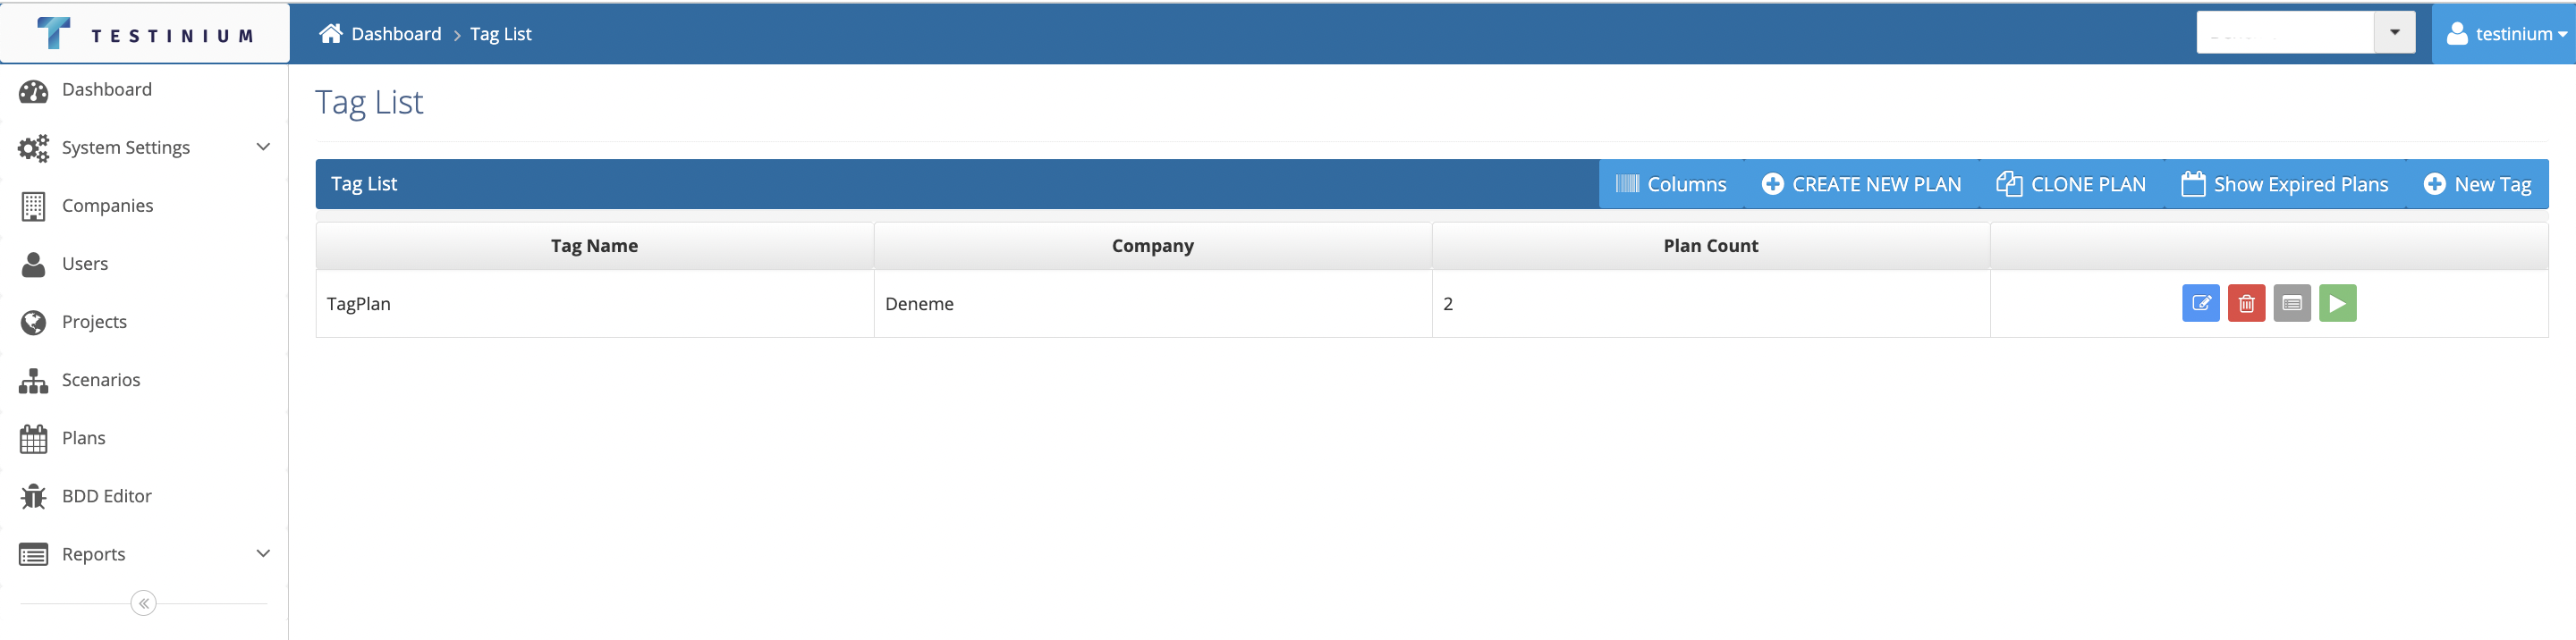 TESTINIUM
Dashboard > Tag List
testinium
Dashboard
System Settings
Companies
Users
Projects
Scenarios
Plans
BDD Editor
Reports
Tag List
Tag List
Columns CREATE NEW PLAN CLONE PLAN Show Expired Plans New Tag
Tag Name Company Plan Count
TagPlan Deneme 2